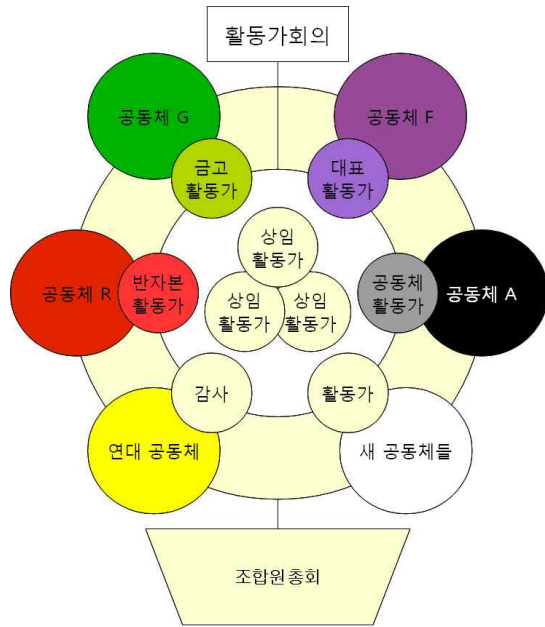 활동가회의
공동체 G
공동체 F
금고
활동가
대표
활동가
상임
활동가
공동체 R
반자본
활동가
상임
활동가
상임
활동가
공동체
활동가
공동체 A
감사
활동가
연대 공동체
새 공동체들
조합원총회